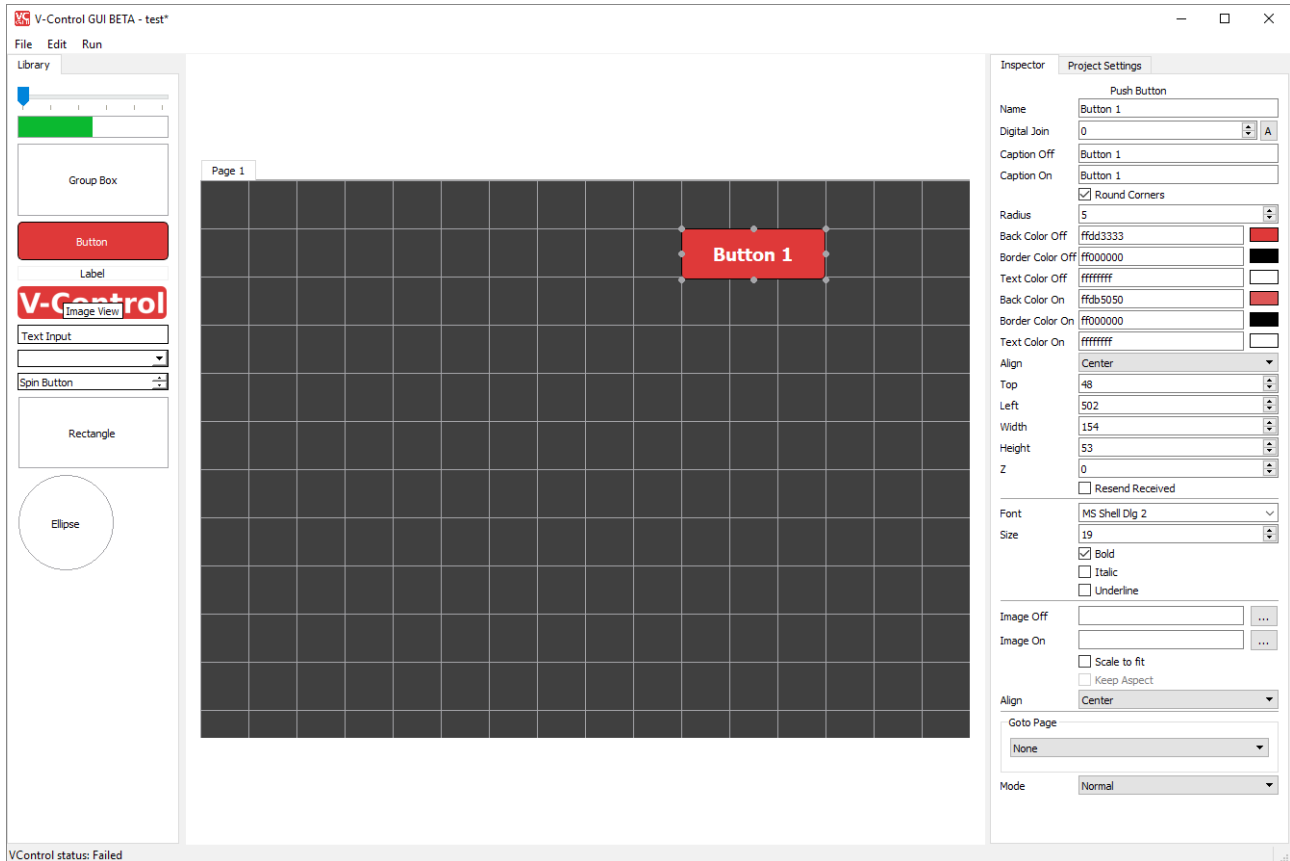 VC GUI V-Control GUI BETA - test*
File Edit Run
Library
Group Box
Button
Label
V-Control
Image View
Text Input
Spin Button
Rectangle
Ellipse
Page 1
Button 1
Inspector Project Settings
Push Button
Name Button 1
Digital Join 0 A
Caption Off Button 1
Caption On Button 1
Round Corners
Radius 5
Back Color Off ffdd3333
Border Color Off ff000000
Text Color Off ffffffff
Back Color On ffdb5050
Border Color On ff000000
Text Color On ffffffff
Align Center
Top 48
Left 502
Width 154
Height 53
Z 0
Resend Received
Font MS Shell Dlg 2
Size 19
Bold
Italic
Underline
Image Off ...
Image On ...
Scale to fit
Keep Aspect
Align Center
Goto Page
None
Mode Normal
VControl status: Failed